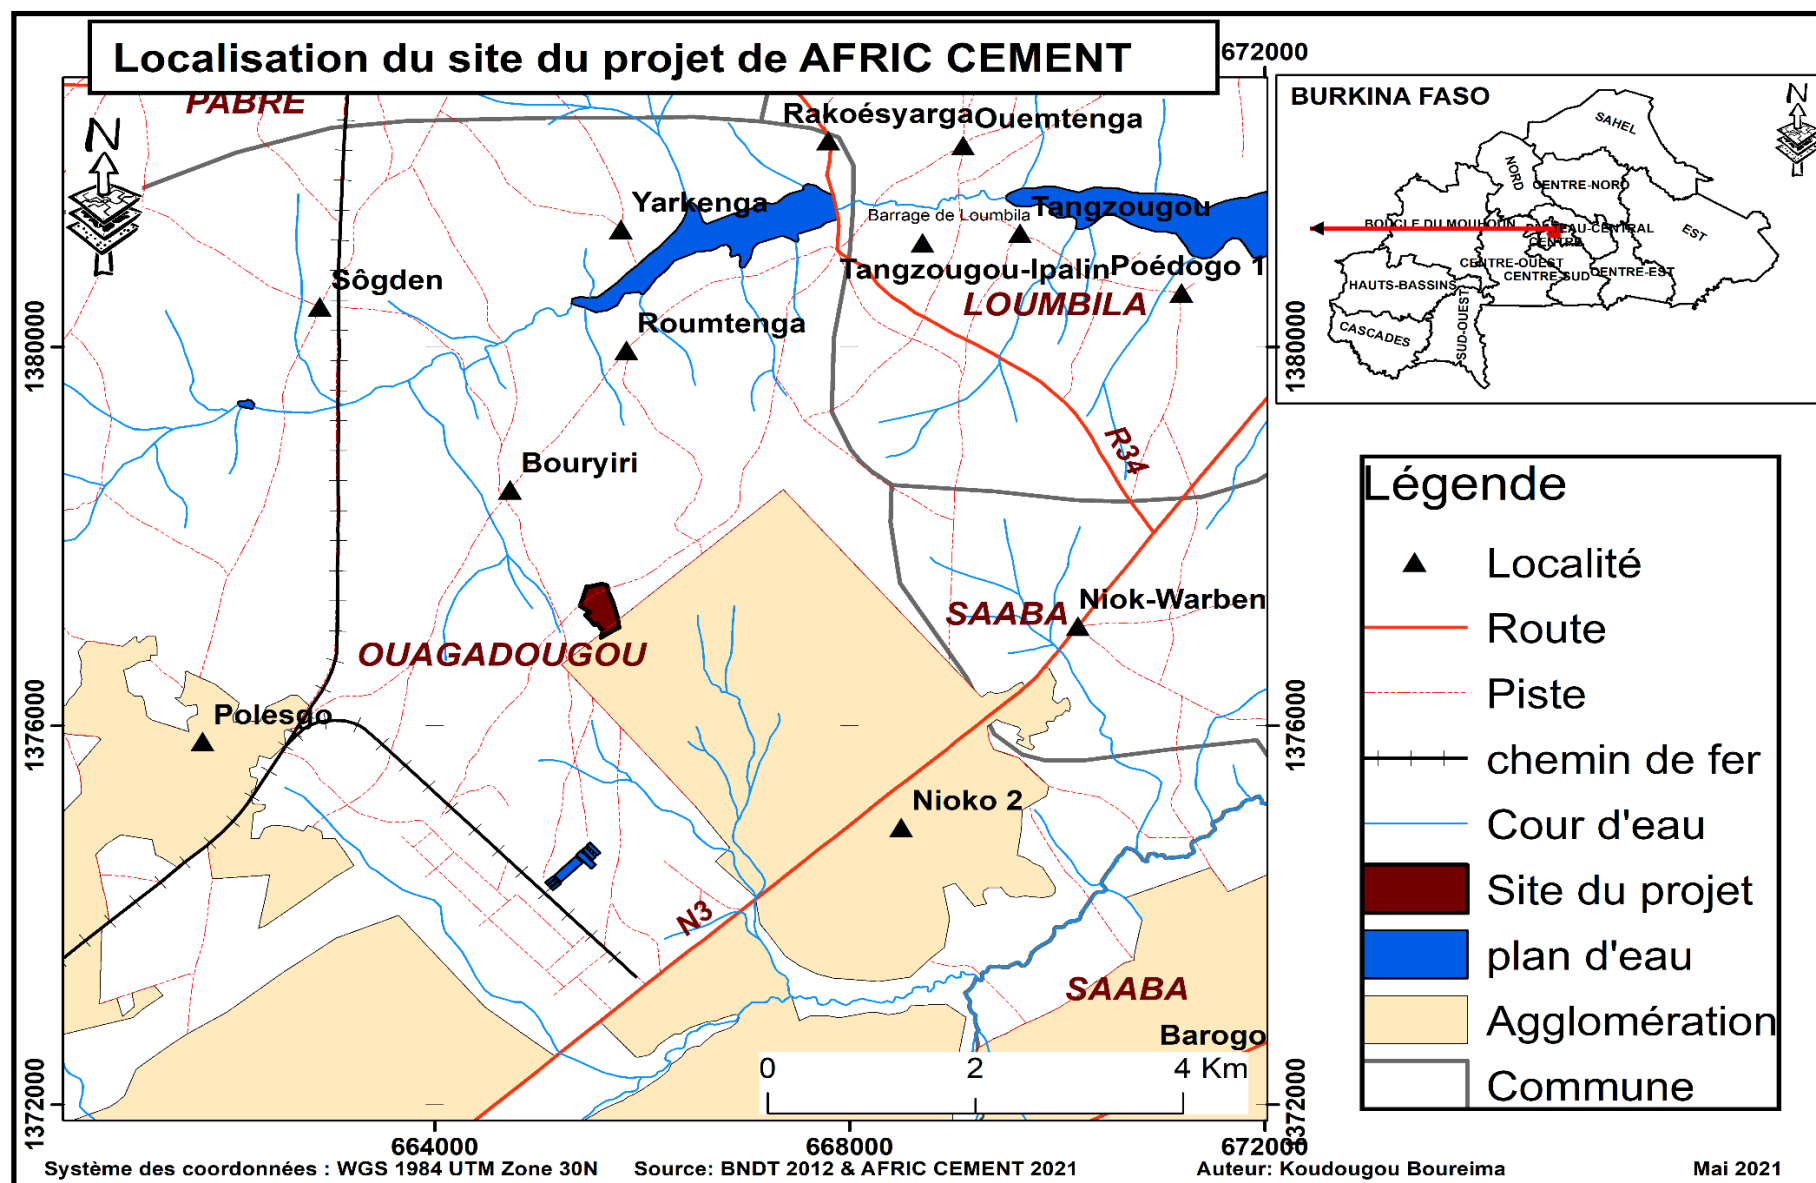 Localisation du site du projet de AFRIC CEMENT
672000
PABRE
N
Rakoésyarga
Ouemtenga
Yarkenga
Barrage de Loumbila
Tangzougou
Sôgden
Tangzougou-Ipalin
Poédogo 1
LOUMBILA
Roumtenga
1380000
1380000
R34
Bouryiri
SAABA
Niok-Warben
OUAGADOUGOU
Polesgo
1376000
1376000
Nioko 2
N3
SAABA
Barogo
0 2 4 Km
1372000
1372000
664000
668000
672000
BURKINA FASO
N
SAHEL
NORD
CENTRE-NORD
BOUCLE DU MOUHOUN
PLATEAU-CENTRAL
EST
CENTRE
CENTRE-OUEST
CENTRE-SUD
CENTRE-EST
HAUTS-BASSINS
CASCADES
SUD-OUEST
Légende
Localité
Route
Piste
chemin de fer
Cour d'eau
Site du projet
plan d'eau
Agglomération
Commune
Système des coordonnées : WGS 1984 UTM Zone 30N
Source: BNDT 2012 & AFRIC CEMENT 2021
Auteur: Koudougou Boureima
Mai 2021